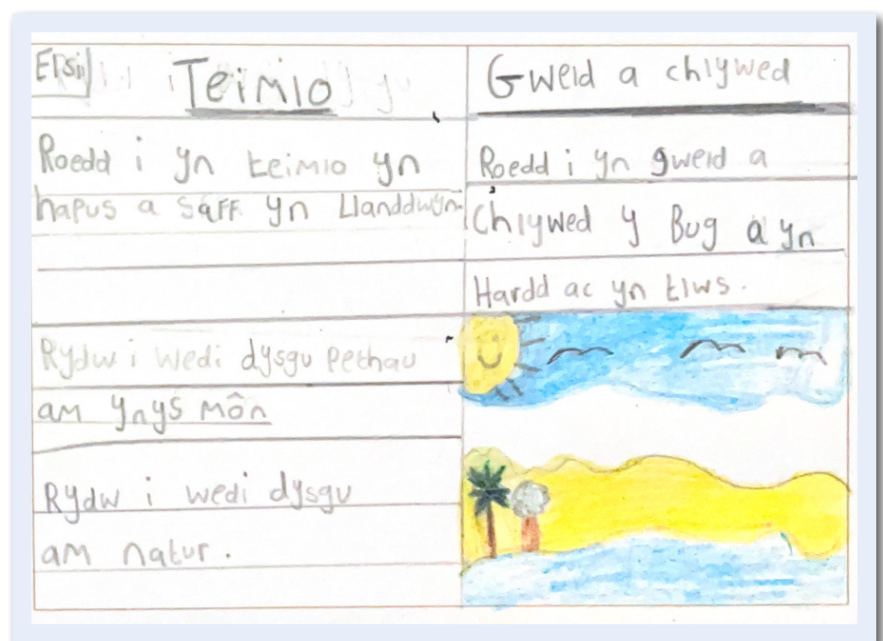 Elsi
Teimlo
Roedd i yn teimlo yn
hapus a saff yn Llanddwyn.
Rydw i wedi dysgu pethau
am ynys môn
Rydw i wedi dysgu
am natur.
Gweld a chlywed
Roedd i yn gweld a
Chlywed y Bug a yn
Hardd ac yn tlws.